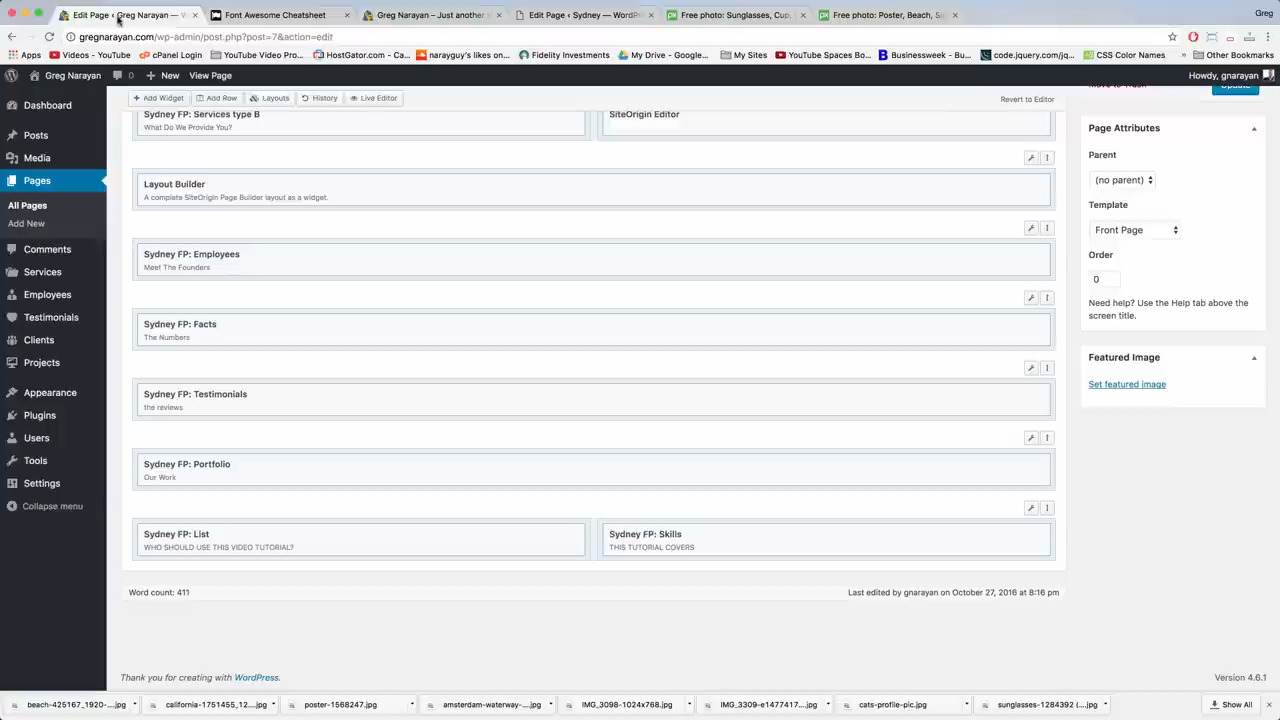 Edit Page ‹ Greg Narayan — W
Font Awesome Cheatsheet
Greg Narayan – Just another
Edit Page ‹ Sydney — WordPr
Free photo: Sunglasses, Cup,
Free photo: Poster, Beach, S
Greg
gregnarayan.com/wp-admin/post.php?post=7&action=edit
Videos - YouTube
YouTube Video Pro...
cPanel Login
HostGator.com - C...
narayguy's likes on...
Fidelity Investments
My Drive - Google...
My Sites
YouTube Spaces Boo...
Businessweek - Bu...
code.jquery.com/jq...
CSS Color Names
Other Bookmarks
Greg Narayan
0
New
View Page
Howdy, gnarayan
Add Widget
Add Row
Layouts
History
Live Editor
Revert to Editor
Update
Dashboard
Posts
Media
Pages
All Pages
Add New
Comments
Services
Employees
Testimonials
Clients
Projects
Appearance
Plugins
Users
Tools
Settings
Collapse menu
Sydney FP: Services type B
What Do We Provide You?
SiteOrigin Editor
Layout Builder
A complete SiteOrigin Page Builder layout as a widget.
Sydney FP: Employees
Meet The Founders
Sydney FP: Facts
The Numbers
Sydney FP: Testimonials
the reviews
Sydney FP: Portfolio
Our Work
Sydney FP: List
WHO SHOULD USE THIS VIDEO TUTORIAL?
Sydney FP: Skills
THIS TUTORIAL COVERS
Word count: 411
Last edited by gnarayan on October 27, 2016 at 8:16 pm
Page Attributes
Parent
(no parent)
Template
Front Page
Order
0
Need help? Use the Help tab above the
screen title.
Featured Image
Set featured image
Thank you for creating with WordPress.
Version 4.6.1
beach-425167_1920-....jpg
california-1751455_12....jpg
poster-1568247.jpg
amsterdam-waterway-....jpg
IMG_3098-1024x768.jpg
IMG_3309-e1477417....jpg
cats-profile-pic.jpg
sunglasses-1284392 (....jpg
Show All